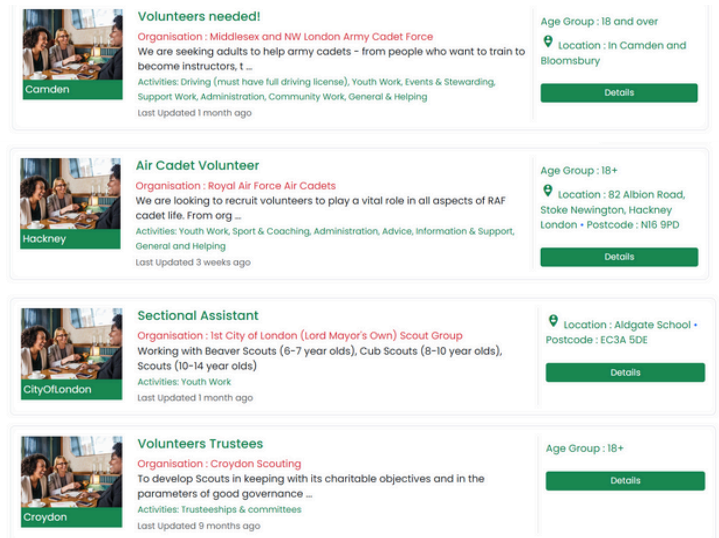 Volunteers needed!
Organisation : Middlesex and NW London Army Cadet Force
We are seeking adults to help army cadets - from people who want to train to
become instructors, t ...
Activities: Driving (must have full driving license), Youth Work, Events & Stewarding,
Support Work, Administration, Community Work, General & Helping
Last Updated 1 month ago
Camden
Age Group : 18 and over
Location : In Camden and
Bloomsbury
Details
Air Cadet Volunteer
Organisation : Royal Air Force Air Cadets
We are looking to recruit volunteers to play a vital role in all aspects of RAF
cadet life. From org ...
Activities: Youth Work, Sport & Coaching, Administration, Advice, Information & Support,
General and Helping
Last Updated 3 weeks ago
Hackney
Age Group : 18+
Location : 82 Albion Road,
Stoke Newington, Hackney
London • Postcode : N16 9PD
Details
Sectional Assistant
Organisation : 1st City of London (Lord Mayor's Own) Scout Group
Working with Beaver Scouts (6-7 year olds), Cub Scouts (8-10 year olds),
Scouts (10-14 year olds)
Activities: Youth Work
Last Updated 1 month ago
CityOfLondon
Location : Aldgate School •
Postcode : EC3A 5DE
Details
Volunteers Trustees
Organisation : Croydon Scouting
To develop Scouts in keeping with its charitable objectives and in the
parameters of good governance ...
Activities: Trusteeships & committees
Last Updated 9 months ago
Croydon
Age Group : 18+
Details